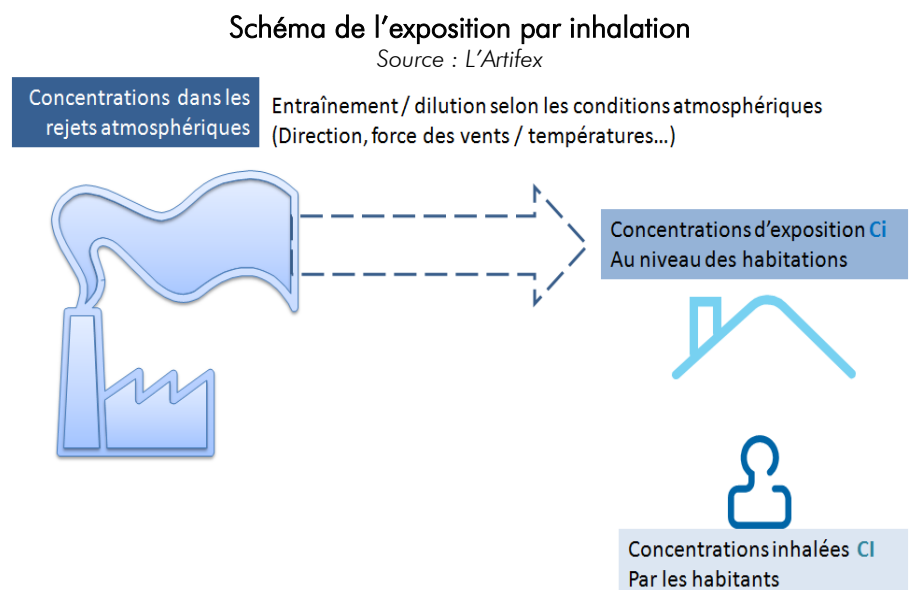 Schéma de l'exposition par inhalation
Source : L'Artifex
Concentrations dans les
rejets atmosphériques
Entraînement / dilution selon les conditions atmosphériques
(Direction, force des vents / températures...)
Concentrations d'exposition Ci
Au niveau des habitations
Concentrations inhalées CI
Par les habitants